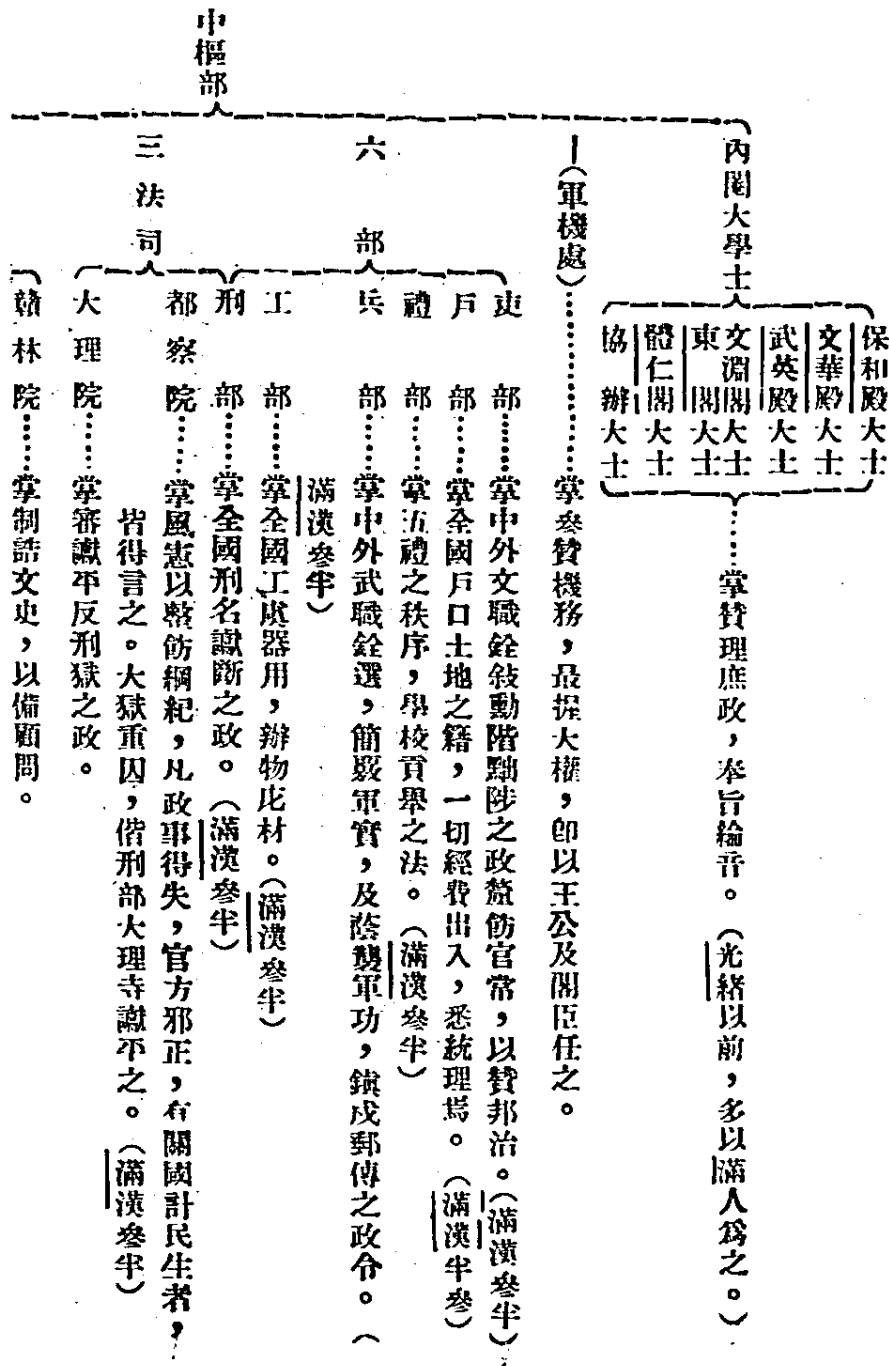 中樞部
內閣大學士
保和殿大士
文華殿大士
武英殿大士
文淵閣大士
東閣大士
體仁閣大士
協辦大士
……掌贊理庶政,奉旨綸音。(光緒以前,多以滿人爲之。)
(軍機處)…………掌參贊機務,最握大權,卽以王公及閣臣任之。
六部
吏部……掌中外文職銓敍勳階黜陟之政釐飭官常,以贊邦治。(滿漢參半)
戶部……掌全國戶口土地之籍,一切經費出入,悉統理焉。(滿漢半參)
禮部……掌五禮之秩序,學校貢舉之法。(滿漢參半)
兵部……掌中外武職銓選,簡覈軍實,及蔭襲軍功,鎮戍郵傳之政令。(
滿漢參半)
工部……掌全國工虞器用,辦物庀材。(滿漢參半)
刑部……掌全國刑名讞斷之政。(滿漢參半)
三法司
都察院……掌風憲以整飭綱紀,凡政事得失,官方邪正,有關國計民生者,
皆得言之。大獄重囚,偕刑部大理寺讞平之。(滿漢參半)
大理院……掌審讞平反刑獄之政。
林院……掌制誥文史,以備顧問。